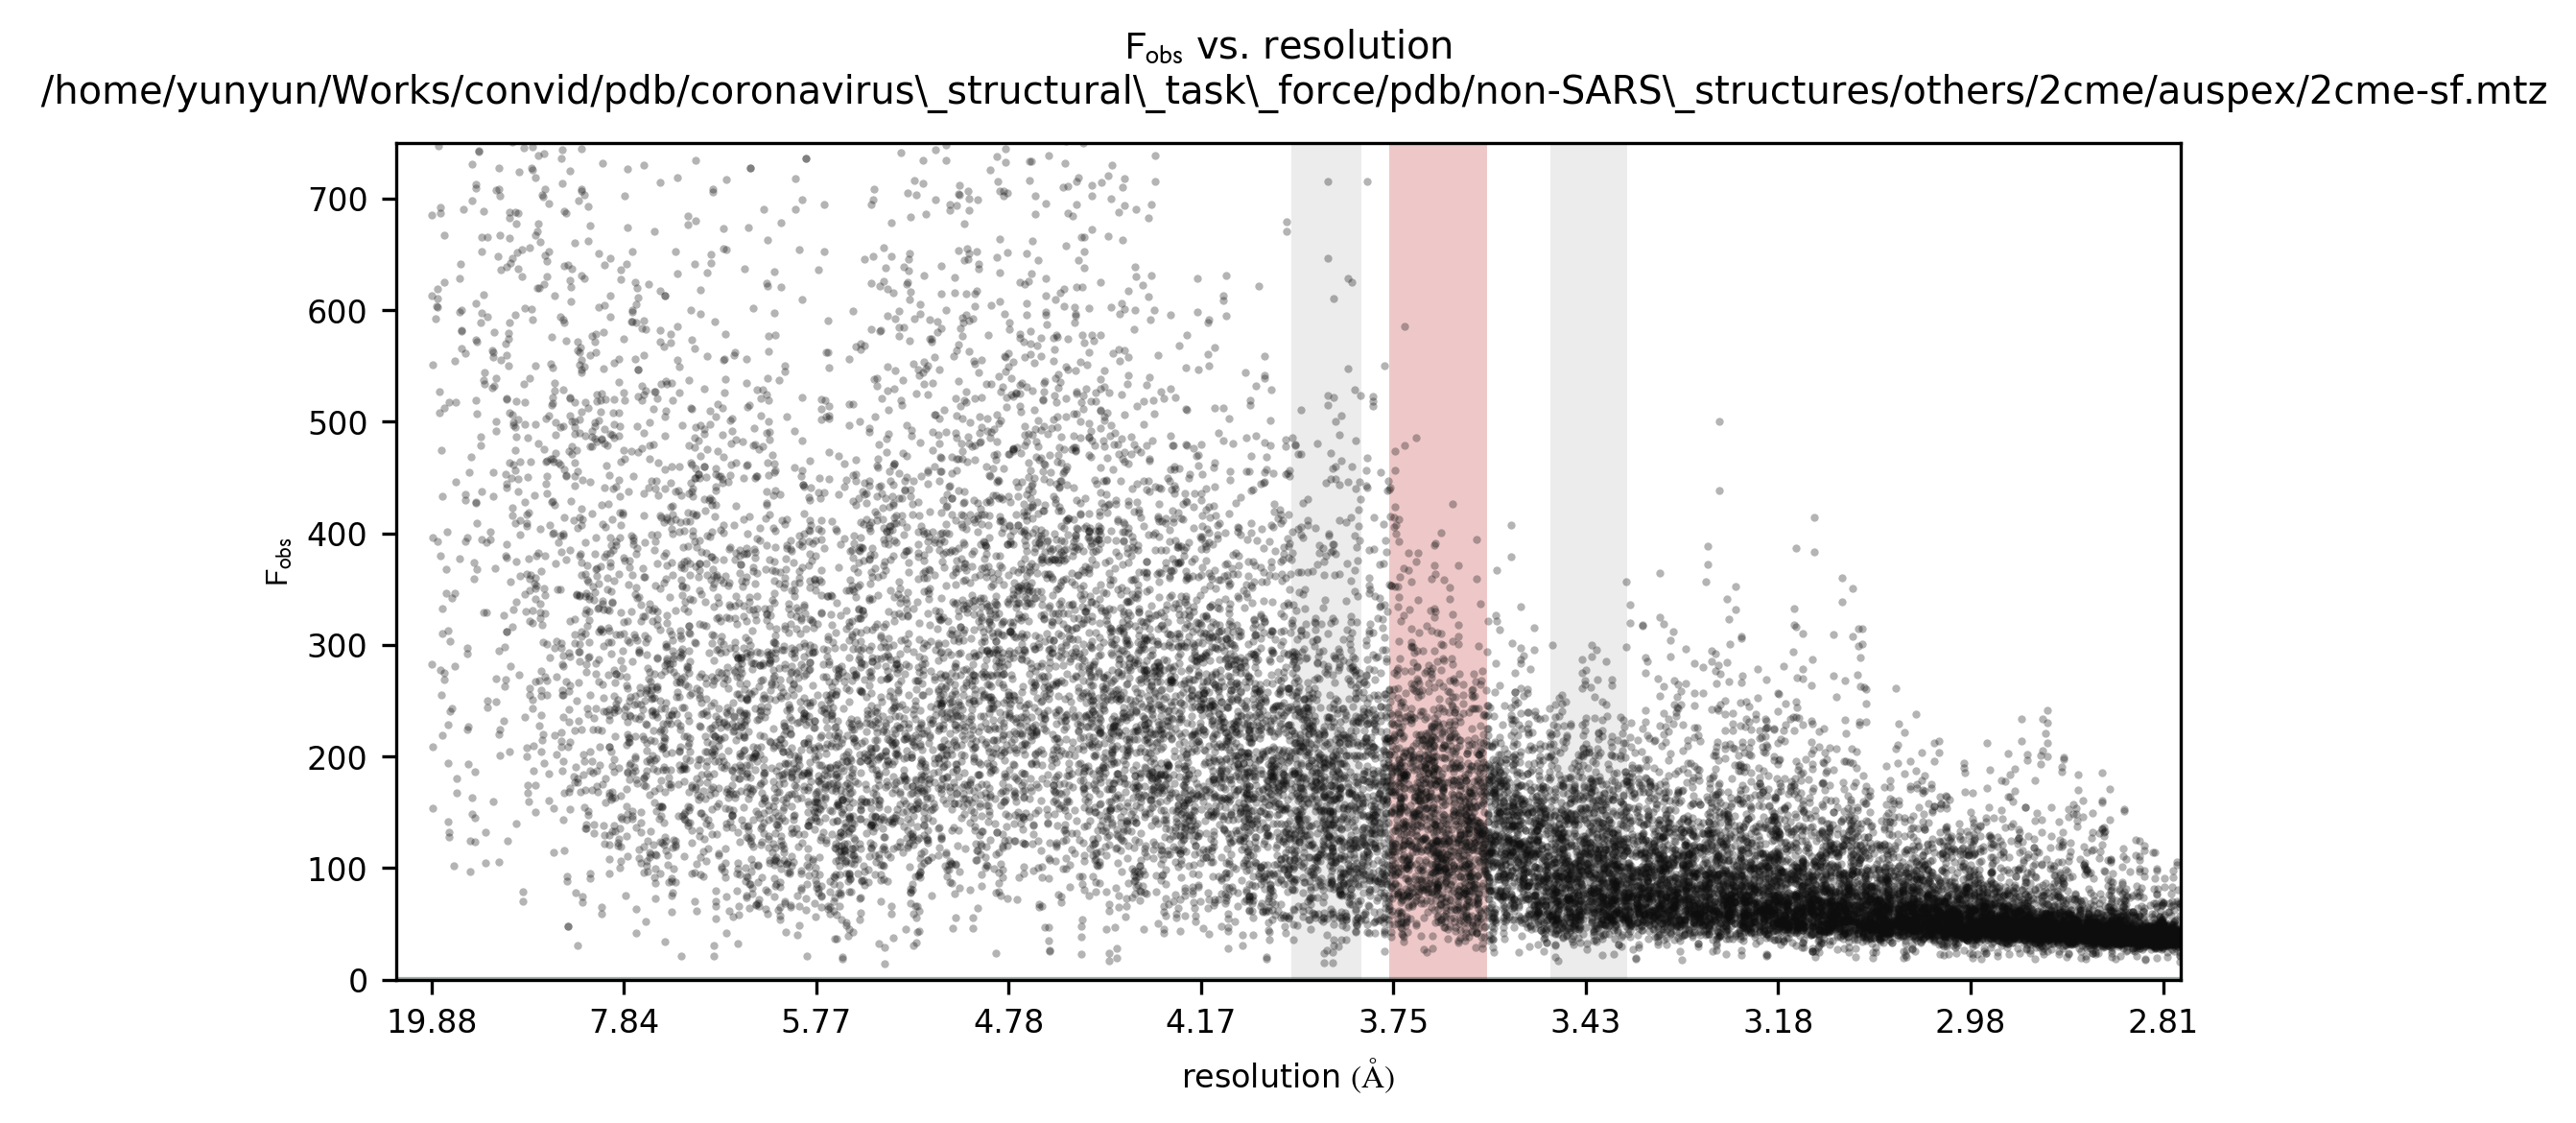 Fobs vs. resolution
/home/yunyun/Works/convid/pdb/coronavirus\_structural\_task\_force/pdb/non-SARS\_structures/others/2cme/auspex/2cme-sf.mtz
Fobs
700
600
500
400
300
200
100
0
19.88 7.84 5.77 4.78 4.17 3.75 3.43 3.18 2.98 2.81
resolution (Å)